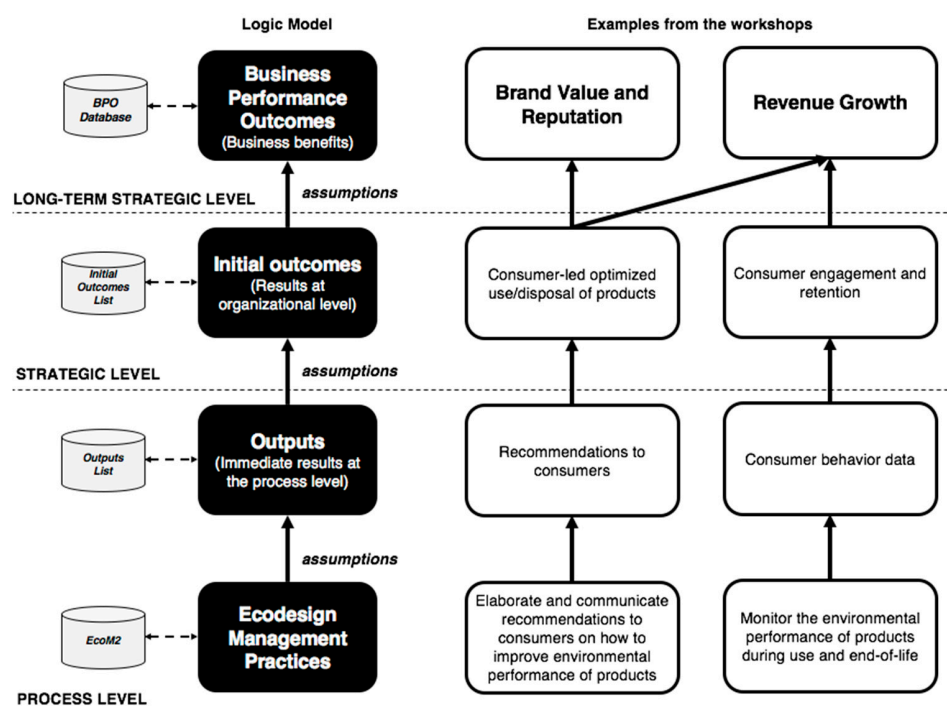 Logic Model
Examples from the workshops
BPO
Database
Business
Performance
Outcomes
(Business benefits)
Brand Value and
Reputation
Revenue Growth
assumptions
LONG-TERM STRATEGIC LEVEL
Initial
Outcomes
List
Initial outcomes
(Results at
organizational level)
Consumer-led optimized
use/disposal of products
Consumer engagement and
retention
assumptions
STRATEGIC LEVEL
Outputs
List
Outputs
(Immediate results at
the process level)
Recommendations to
consumers
Consumer behavior data
assumptions
EcoM2
Ecodesign
Management
Practices
Elaborate and communicate
recommendations to
consumers on how to
improve environmental
performance of products
Monitor the environmental
performance of products
during use and end-of-life
PROCESS LEVEL